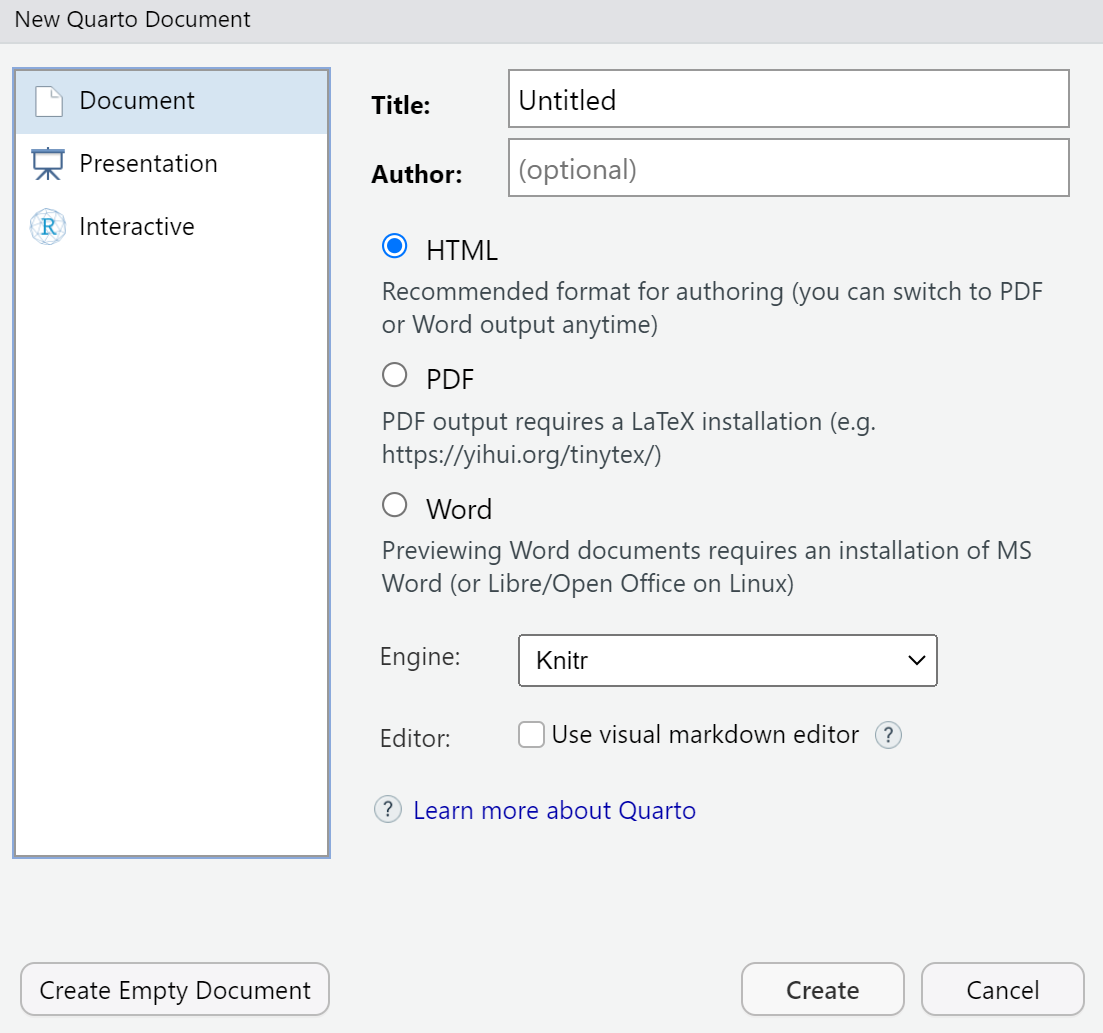 New Quarto Document
Document
Presentation
R Interactive
Title: Untitled
Author: (optional)
HTML
Recommended format for authoring (you can switch to PDF
or Word output anytime)
PDF
PDF output requires a LaTeX installation (e.g.
https://yihui.org/tinytex/)
Word
Previewing Word documents requires an installation of MS
Word (or Libre/Open Office on Linux)
Engine: Knitr
Editor: Use visual markdown editor ?
? Learn more about Quarto
Create Empty Document Create Cancel